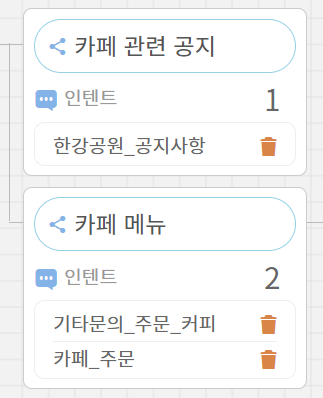 카페 관련 공지
인텐트 1
한강공원_공지사항
카페 메뉴
인텐트 2
기타문의_주문_커피
카페_주문